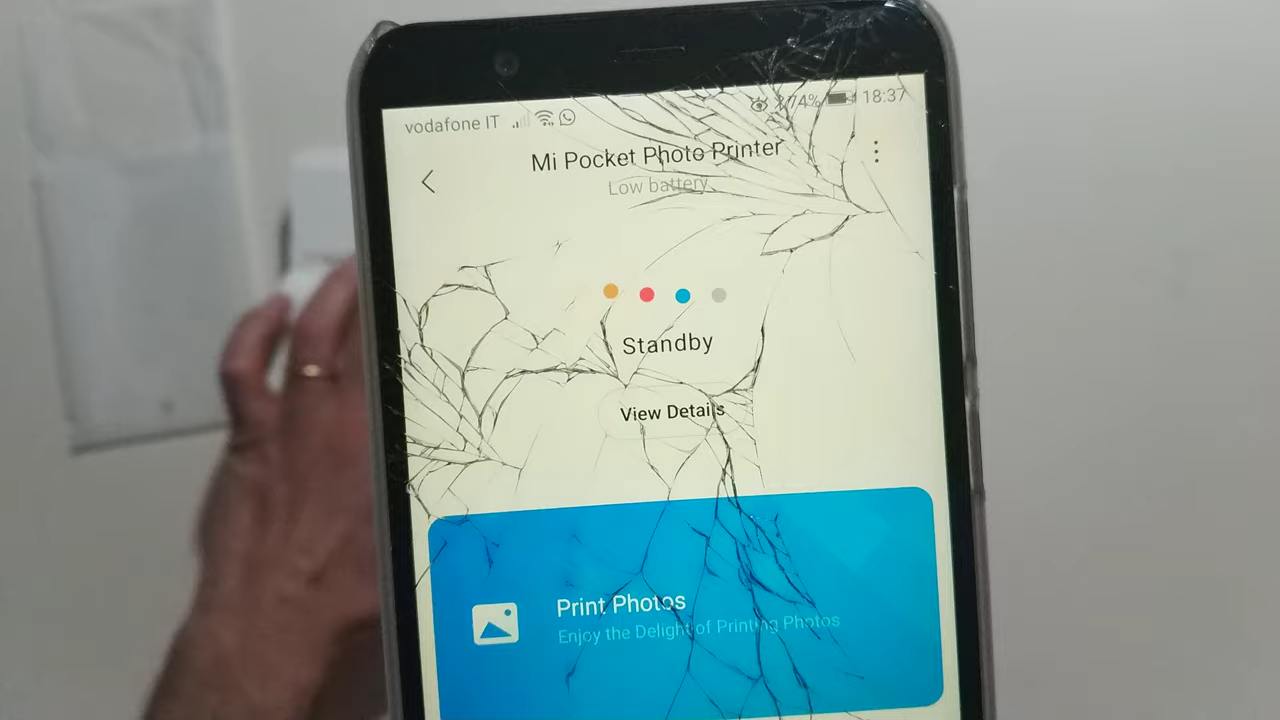 vodafone IT 74% 18:37
Mi Pocket Photo Printer
Low battery
Standby
View Details
Print Photos
Enjoy the Delight of Printing Photos